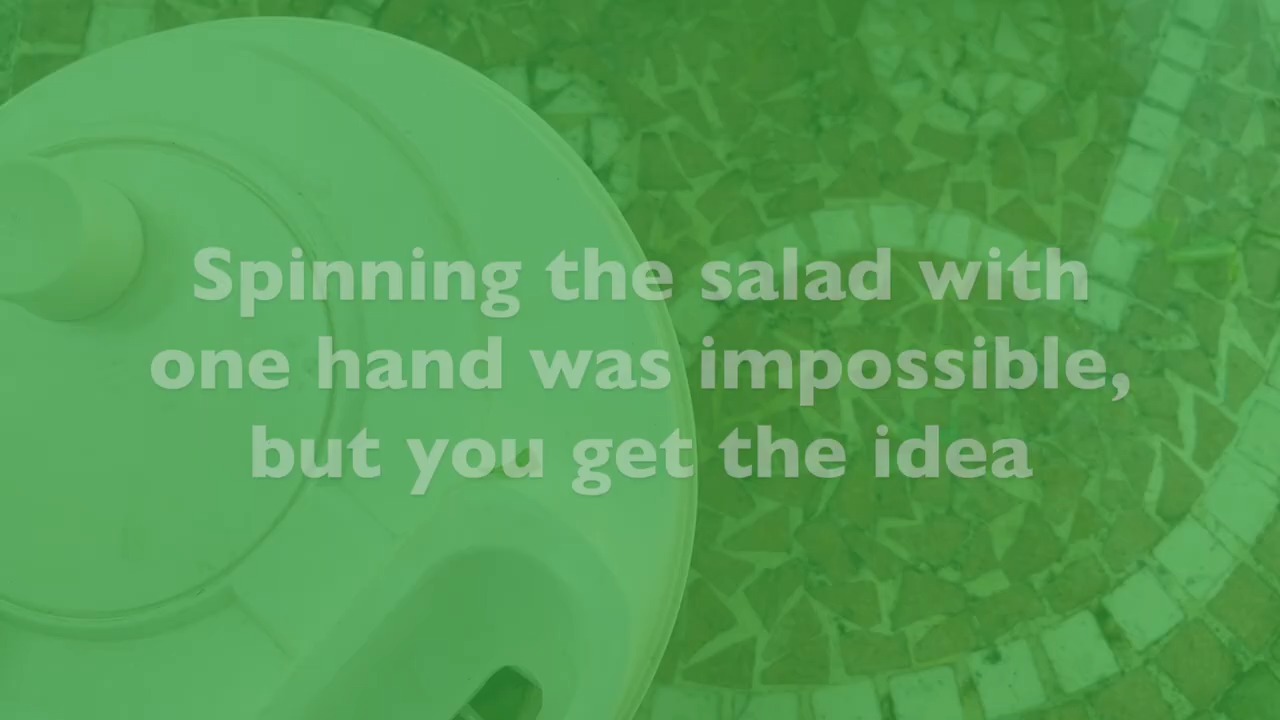 Spinning the salad with
one hand was impossible,
but you get the idea